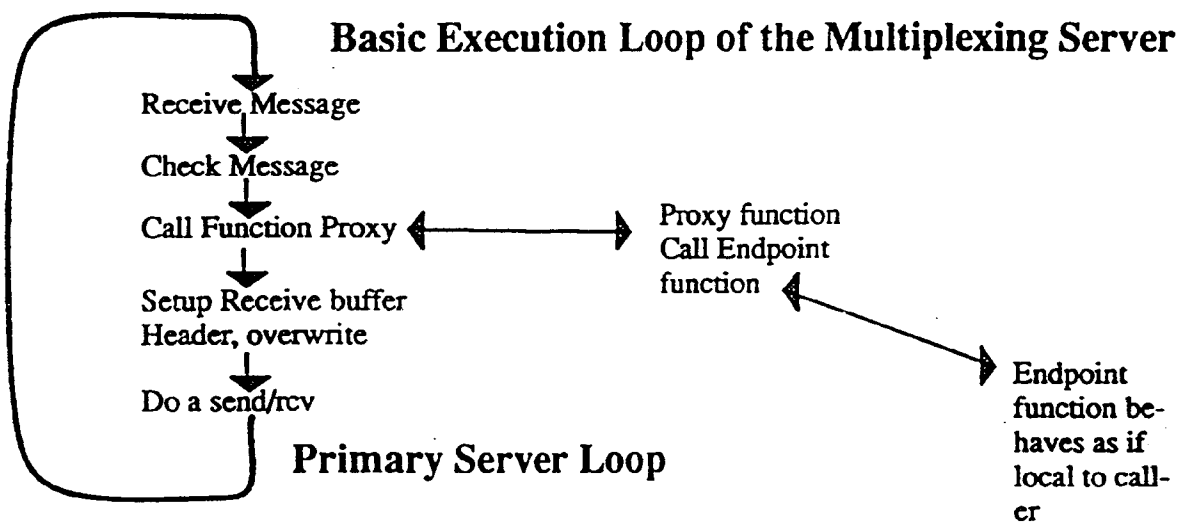 Basic Execution Loop of the Multiplexing Server
Receive Message
Check Message
Call Function Proxy
Setup Receive buffer
Header, overwrite
Do a send/rcv
Proxy function
Call Endpoint
function
Endpoint
function be-
haves as if
local to call-
er
Primary Server Loop